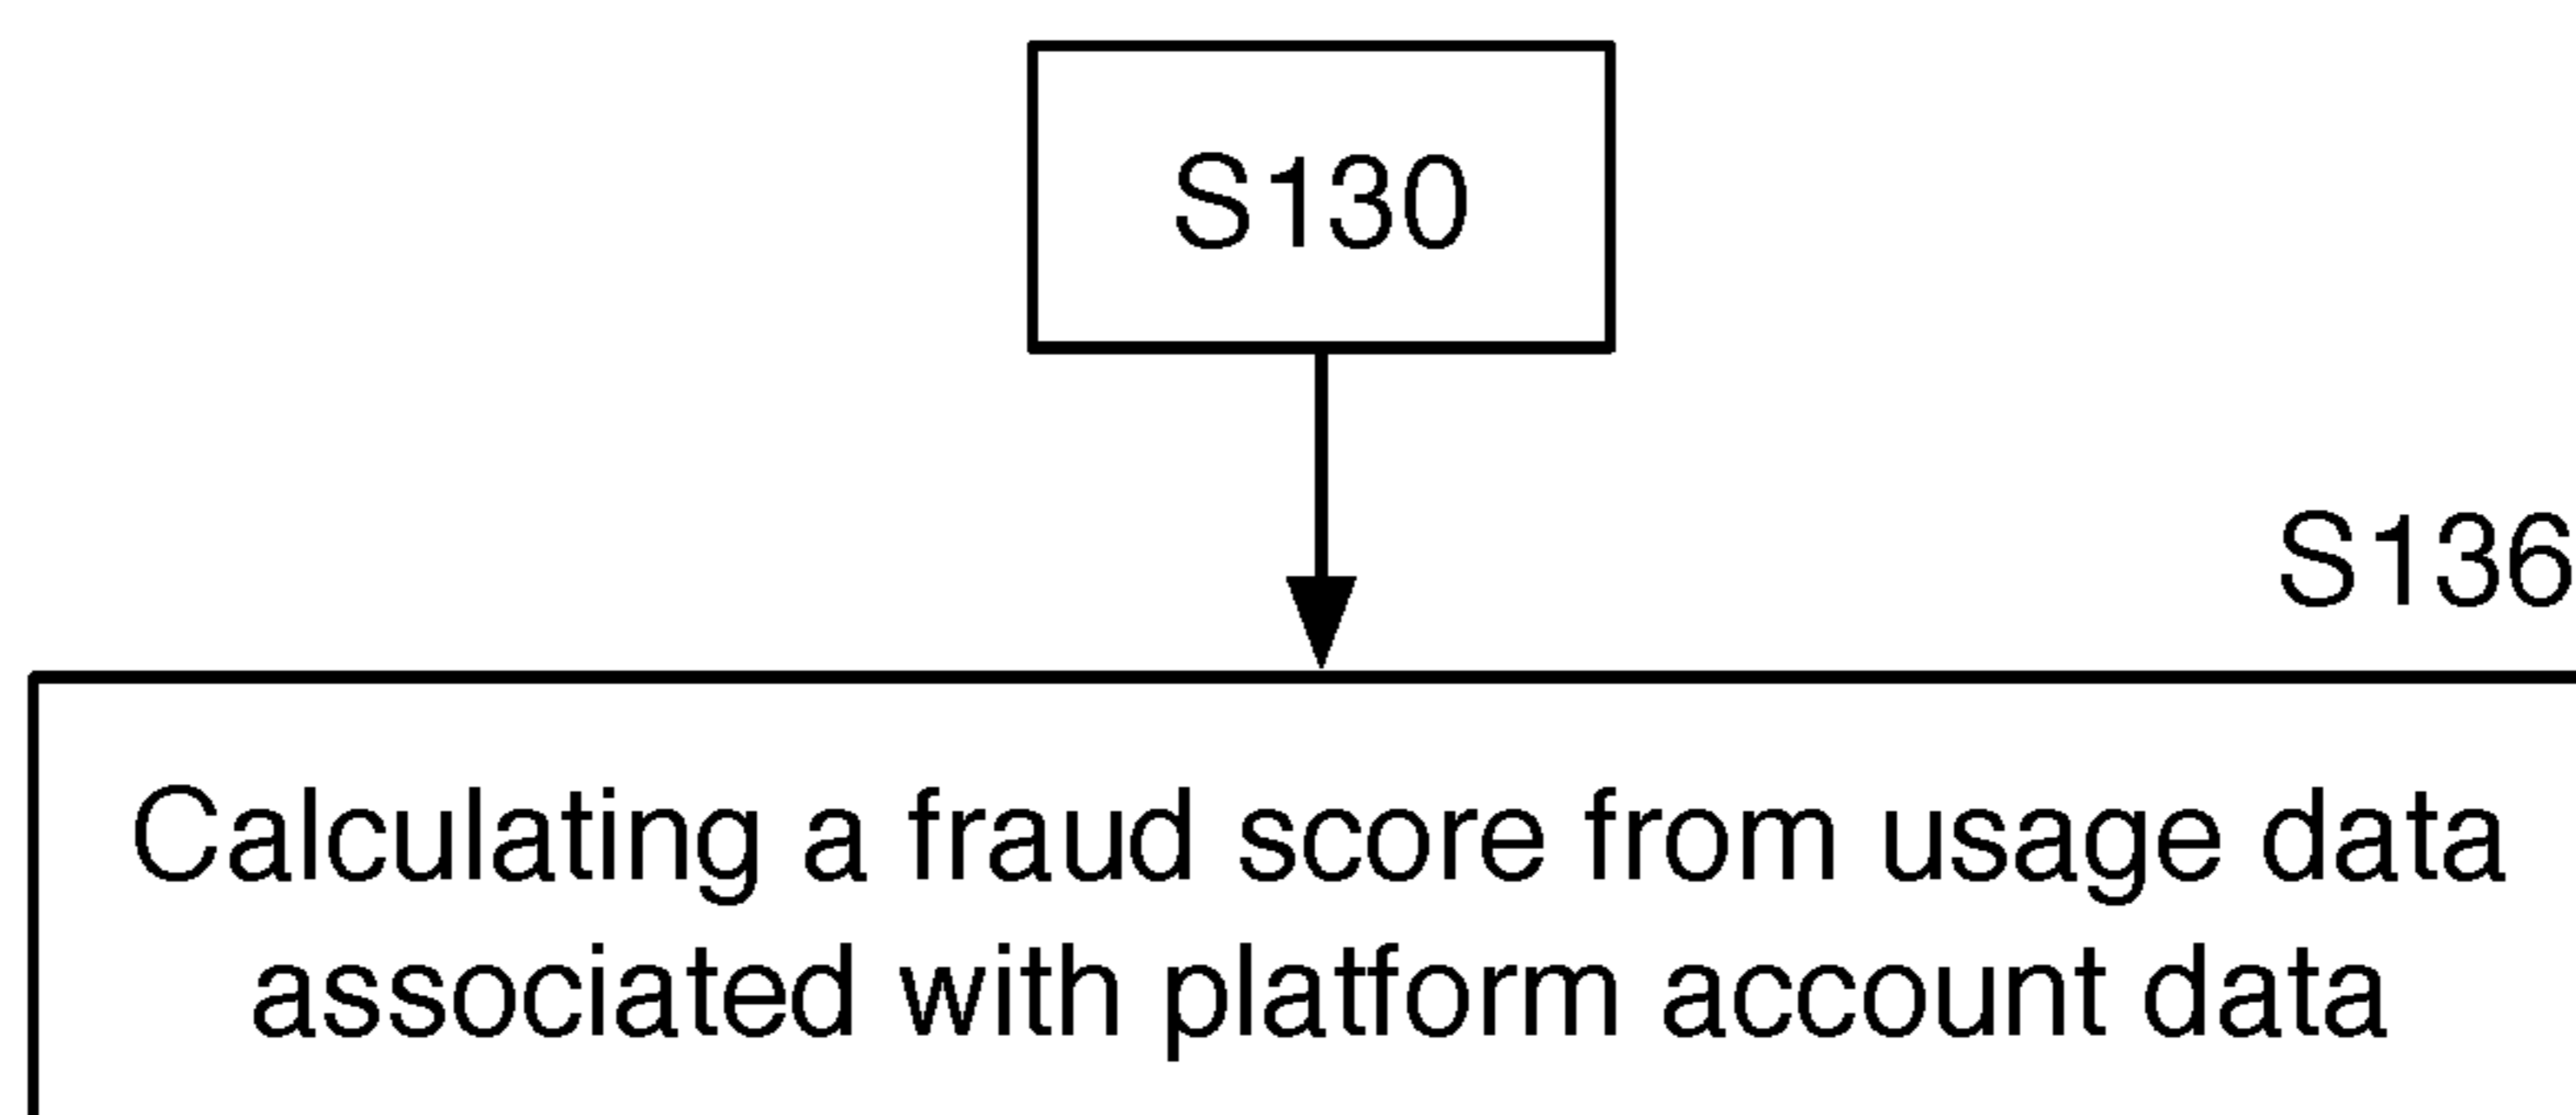 S130
S136
Calculating a fraud score from usage data
associated with platform account data